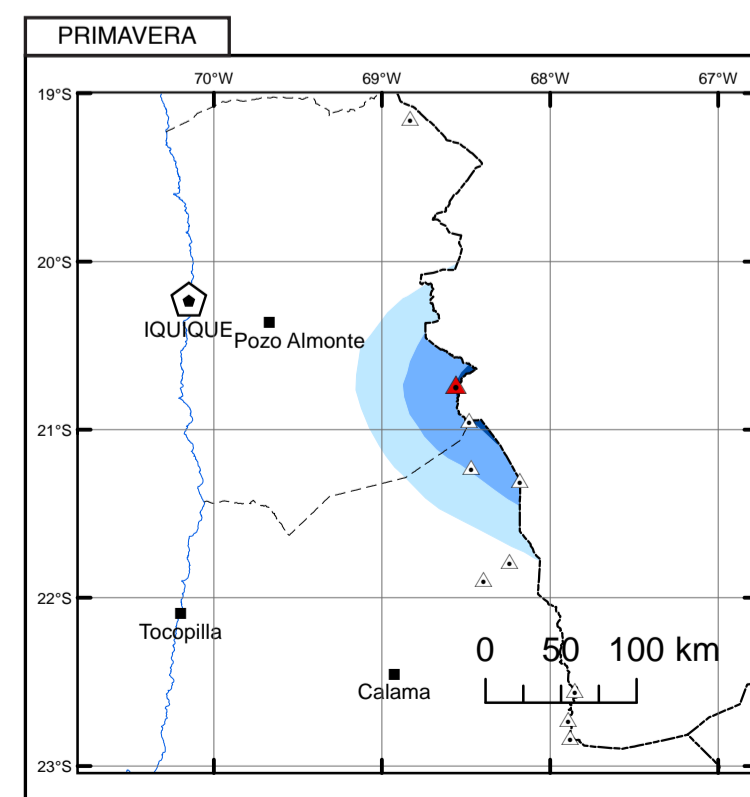 PRIMAVERA
70°W 69°W 68°W 67°W
19°S
20°S
IQUIQUE
Pozo Almonte
21°S
22°S
Tocopilla
0 50 100 km
Calama
23°S